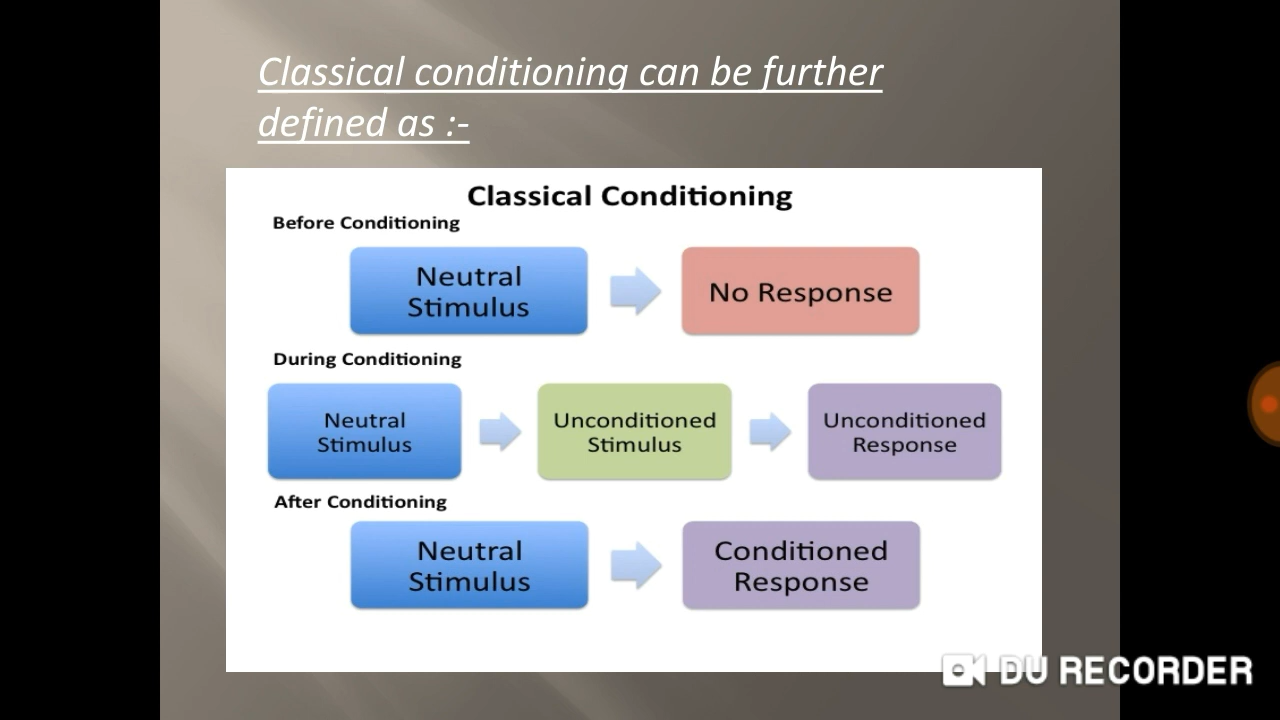 Classical conditioning can be further
defined as :-
Classical Conditioning
Before Conditioning
Neutral
Stimulus
No Response
During Conditioning
Neutral
Stimulus
Unconditioned
Stimulus
Unconditioned
Response
After Conditioning
Neutral
Stimulus
Conditioned
Response
DU RECORDER